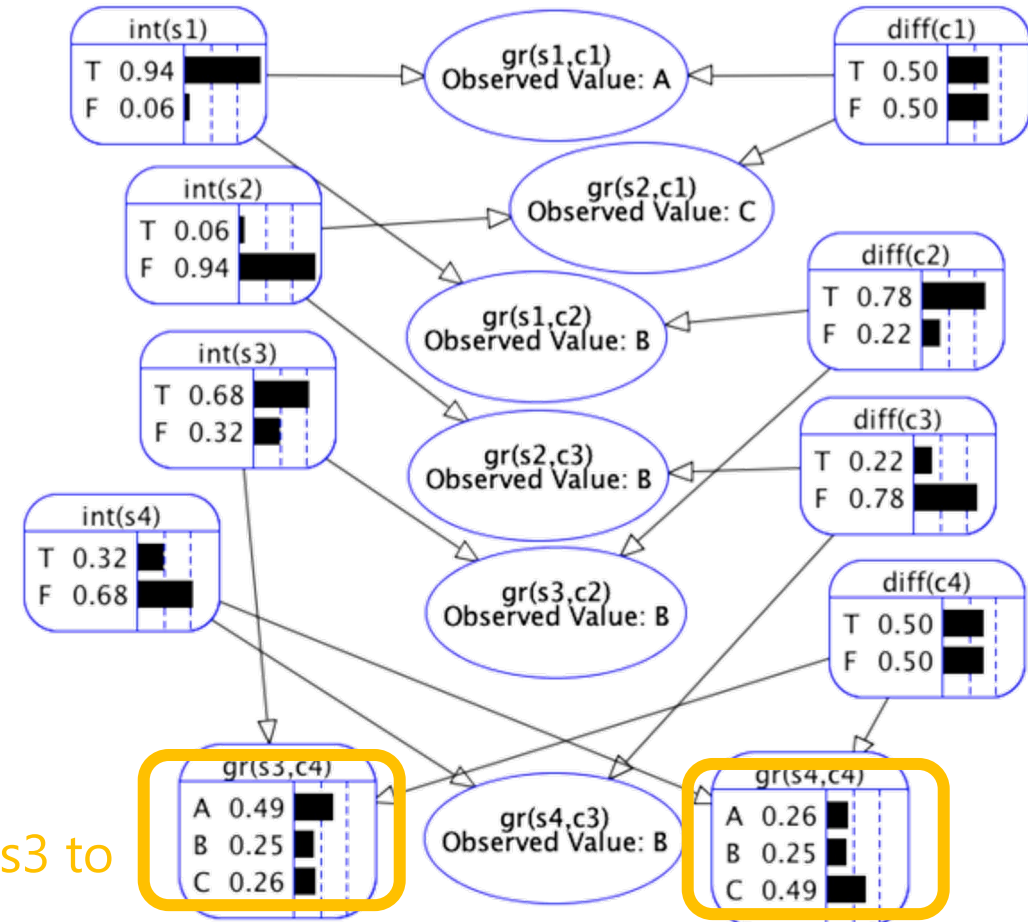 int(s1)
T 0.94
F 0.06
gr(s1,c1)
Observed Value: A
diff(c1)
T 0.50
F 0.50
int(s2)
T 0.06
F 0.94
gr(s2,c1)
Observed Value: C
diff(c2)
T 0.78
F 0.22
gr(s1,c2)
Observed Value: B
int(s3)
T 0.68
F 0.32
diff(c3)
T 0.22
F 0.78
gr(s2,c3)
Observed Value: B
int(s4)
T 0.32
F 0.68
gr(s3,c2)
Observed Value: B
diff(c4)
T 0.50
F 0.50
gr(s3,c4)
A 0.49
B 0.25
C 0.26
gr(s4,c3)
Observed Value: B
gr(s4,c4)
A 0.26
B 0.25
C 0.49
s3 to